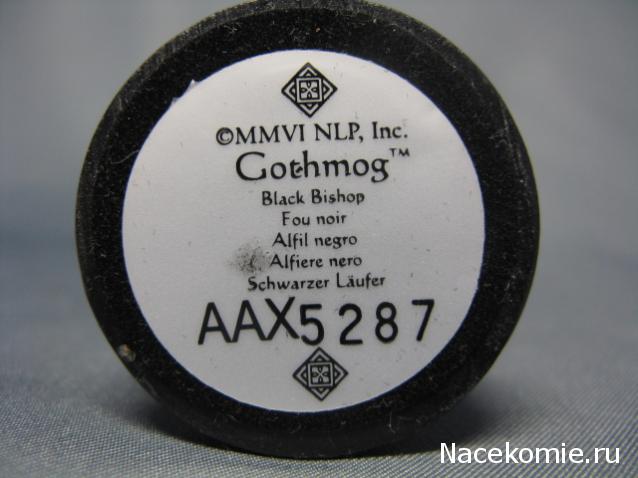 ©MMVI NLP, Inc.
Gothmog™
Black Bishop
Fou noir
Alfil negro
Alfiere nero
Schwarzer Läufer
AAX5287
Nacekomie.ru